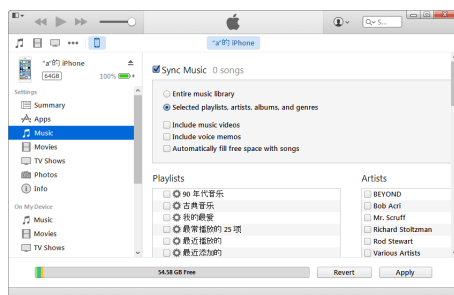 S...
"a"的 iPhone
"a"的 iPhone
64GB
100%
Sync Music 0 songs
Settings
Summary
Apps
Music
Movies
TV Shows
Photos
Info
On My Device
Music
Movies
TV Shows
Entire music library
Selected playlists, artists, albums, and genres
Include music videos
Include voice memos
Automatically fill free space with songs
Playlists
90 年代音乐
古典音乐
我的最爱
最常播放的 25 项
最近播放的
最近添加的
Artists
BEYOND
Bob Acri
Mr. Scruff
Richard Stoltzman
Rod Stewart
Various Artists
54.58 GB Free
Revert
Apply